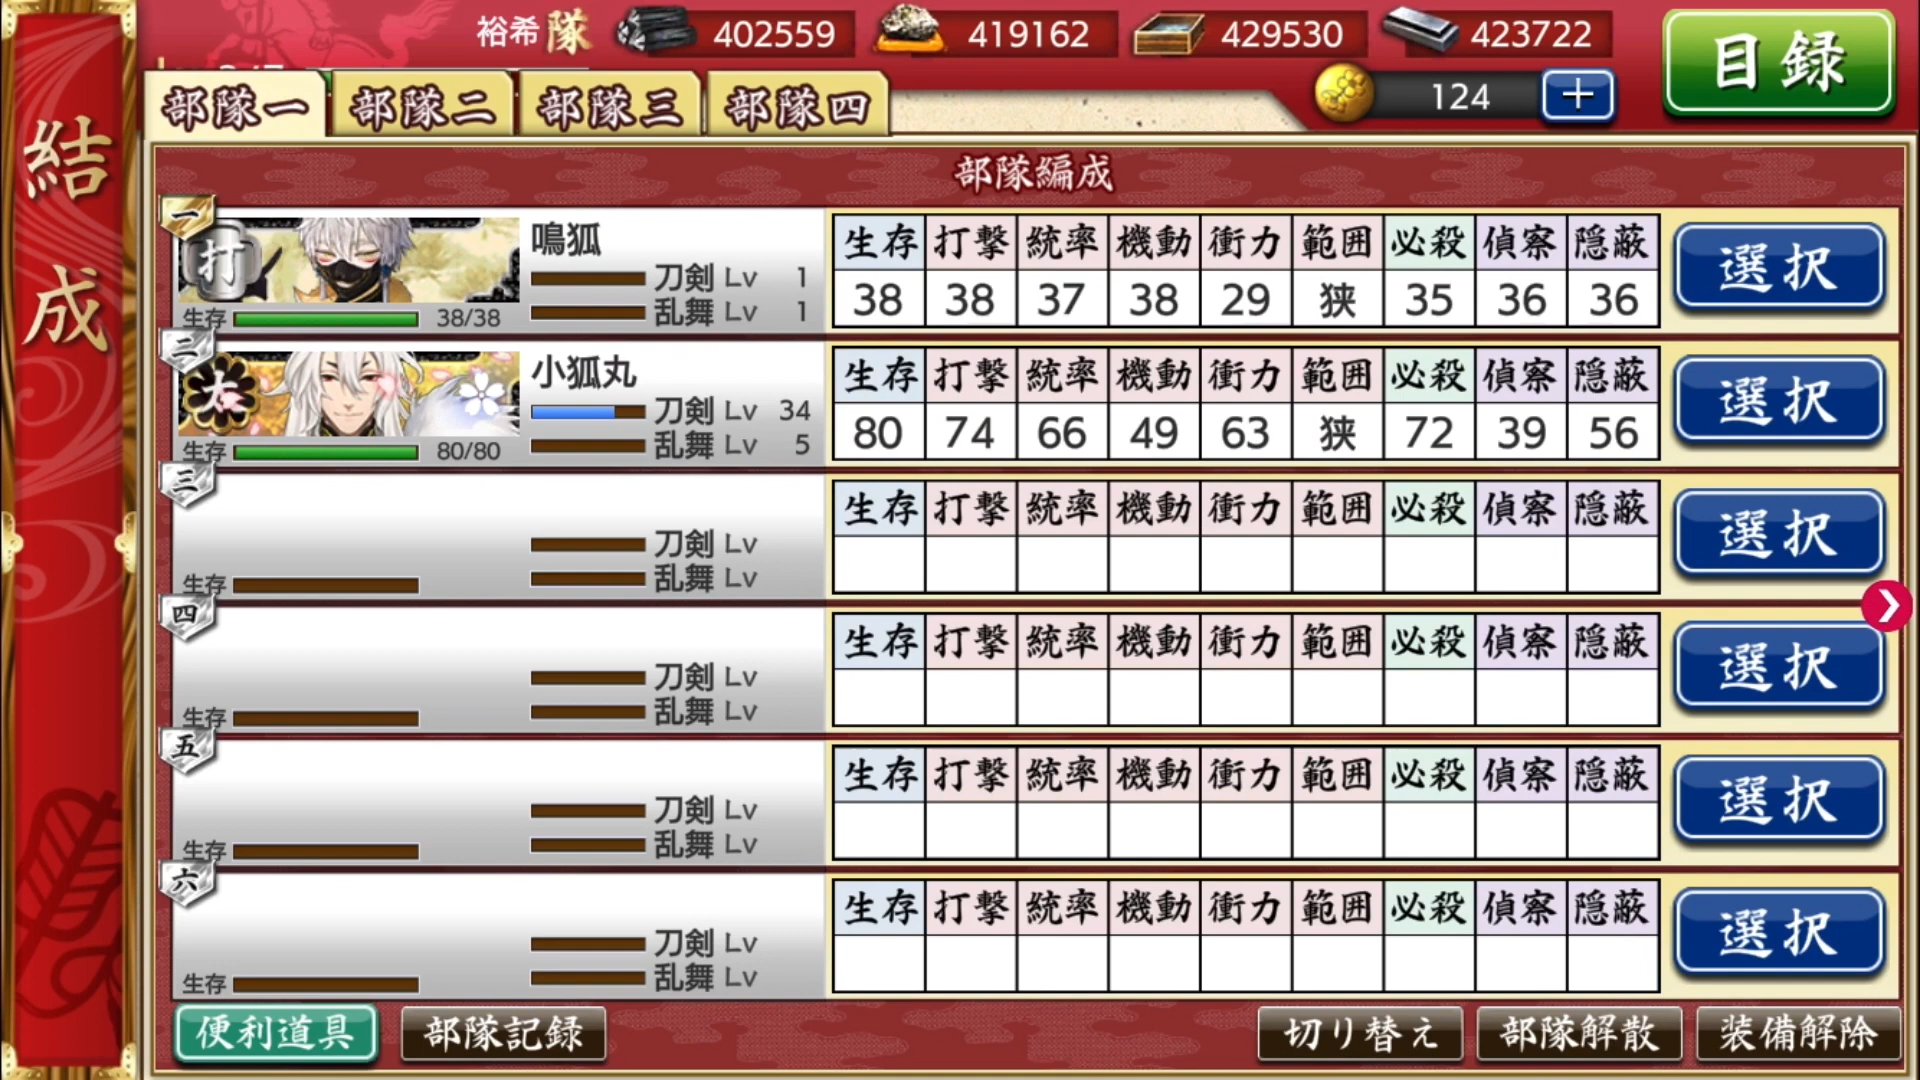 裕希隊 402559 419162 429530 423722
目録
部隊一 部隊二 部隊三 部隊四 124 +
結成
部隊編成
一 打 鳴狐 生存 打撃 統率 機動 衝力 範囲 必殺 偵察 隠蔽 選択
刀剣 Lv 1 38 38 37 38 29 狭 35 36 36
生存 38/38 乱舞 Lv 1
二 太 小狐丸 生存 打撃 統率 機動 衝力 範囲 必殺 偵察 隠蔽 選択
刀剣 Lv 34 80 74 66 49 63 狭 72 39 56
生存 80/80 乱舞 Lv 5
三 生存 打撃 統率 機動 衝力 範囲 必殺 偵察 隠蔽 選択
刀剣 Lv
生存 乱舞 Lv
四 生存 打撃 統率 機動 衝力 範囲 必殺 偵察 隠蔽 選択
刀剣 Lv
生存 乱舞 Lv
五 生存 打撃 統率 機動 衝力 範囲 必殺 偵察 隠蔽 選択
刀剣 Lv
生存 乱舞 Lv
六 生存 打撃 統率 機動 衝力 範囲 必殺 偵察 隠蔽 選択
刀剣 Lv
生存 乱舞 Lv
便利道具 部隊記録 切り替え 部隊解散 装備解除